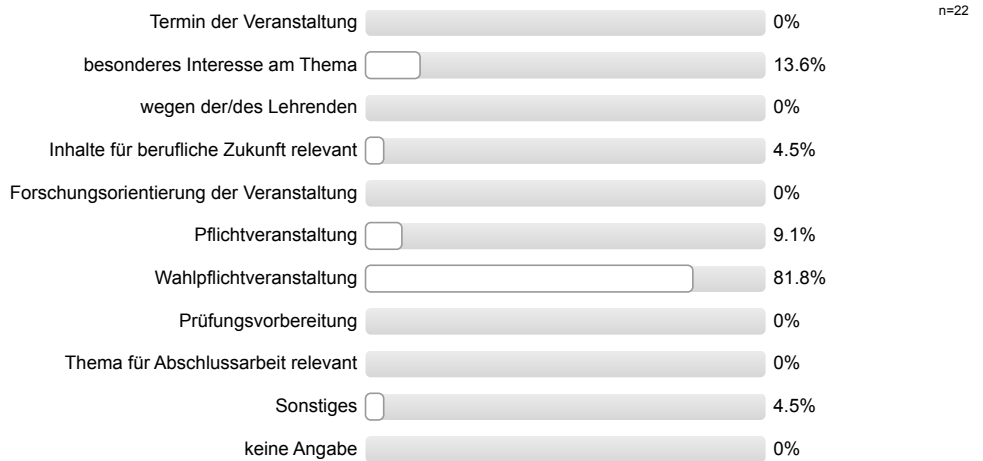 n=22
Termin der Veranstaltung 0%
besonderes Interesse am Thema 13.6%
wegen der/des Lehrenden 0%
Inhalte für berufliche Zukunft relevant 4.5%
Forschungsorientierung der Veranstaltung 0%
Pflichtveranstaltung 9.1%
Wahlpflichtveranstaltung 81.8%
Prüfungsvorbereitung 0%
Thema für Abschlussarbeit relevant 0%
Sonstiges 4.5%
keine Angabe 0%